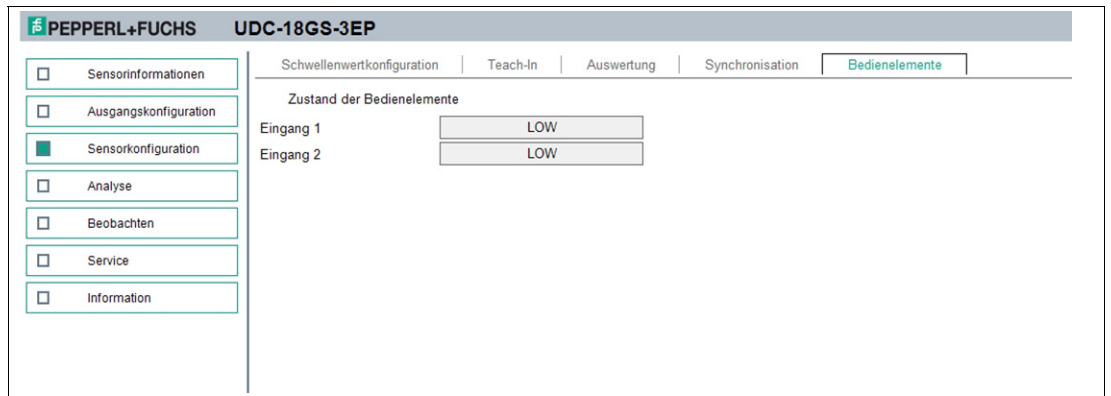 PEPPERL+FUCHS UDC-18GS-3EP
Sensorinformationen
Ausgangskonfiguration
Sensorkonfiguration
Analyse
Beobachten
Service
Information
Schwellenwertkonfiguration Teach-In Auswertung Synchronisation Bedienelemente
Zustand der Bedienelemente
Eingang 1 LOW
Eingang 2 LOW